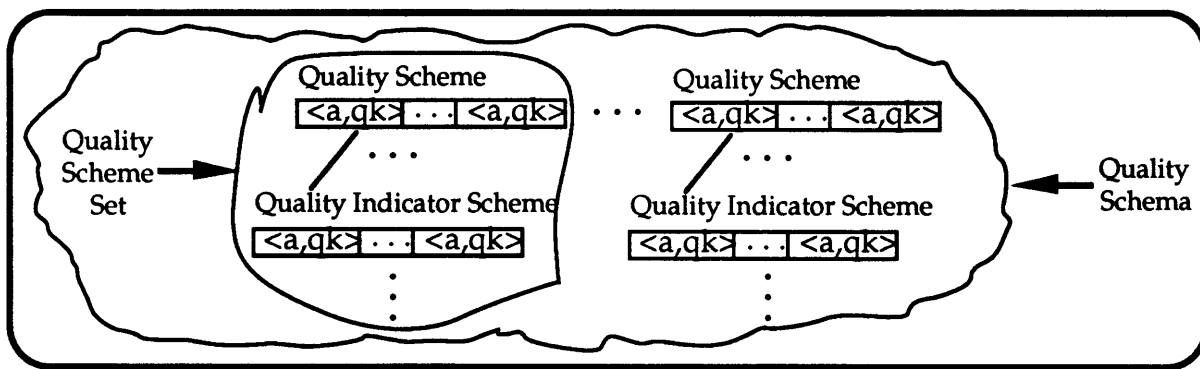 Quality Scheme
<a,qk> ... <a,qk>
...
Quality Scheme
<a,qk> ... <a,qk>
Quality
Scheme
Set
...
...
Quality
Schema
Quality Indicator Scheme
<a,qk> ... <a,qk>
Quality Indicator Scheme
<a,qk> ... <a,qk>